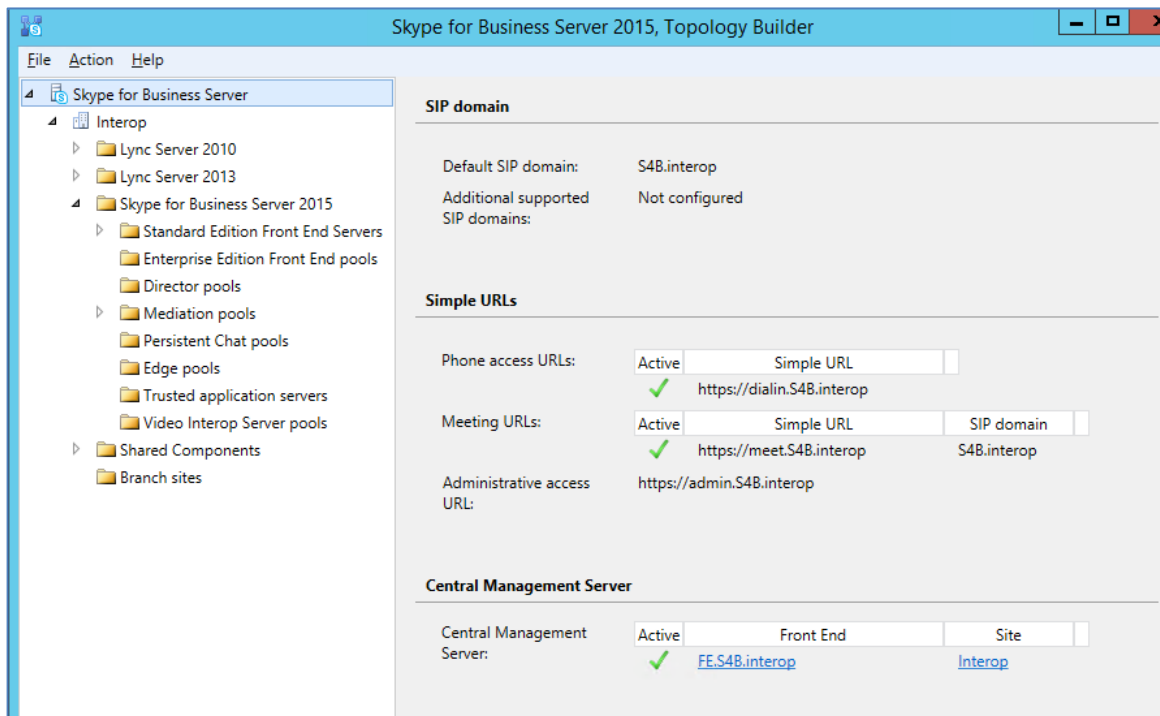 Skype for Business Server 2015, Topology Builder
File Action Help
Skype for Business Server
Interop
Lync Server 2010
Lync Server 2013
Skype for Business Server 2015
Standard Edition Front End Servers
Enterprise Edition Front End pools
Director pools
Mediation pools
Persistent Chat pools
Edge pools
Trusted application servers
Video Interop Server pools
Shared Components
Branch sites
SIP domain
Default SIP domain: S4B.interop
Additional supported Not configured
SIP domains:
Simple URLs
Phone access URLs: Active Simple URL
https://dialin.S4B.interop
Meeting URLs: Active Simple URL SIP domain
https://meet.S4B.interop S4B.interop
Administrative access https://admin.S4B.interop
URL:
Central Management Server
Central Management Active Front End Site
Server: FE.S4B.interop Interop